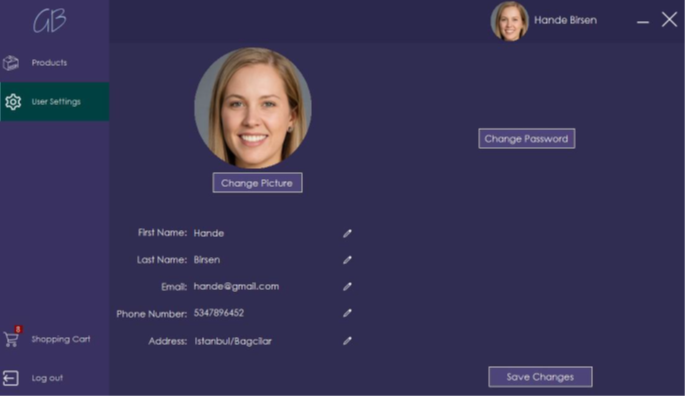 GB
Hande Birsen
Products
User Settings
Change Password
Change Picture
First Name: Hande
Last Name: Birsen
Email: hande@gmail.com
Phone Number: 5347896452
Address: Istanbul/Bagcilar
Shopping Cart
Log out
Save Changes